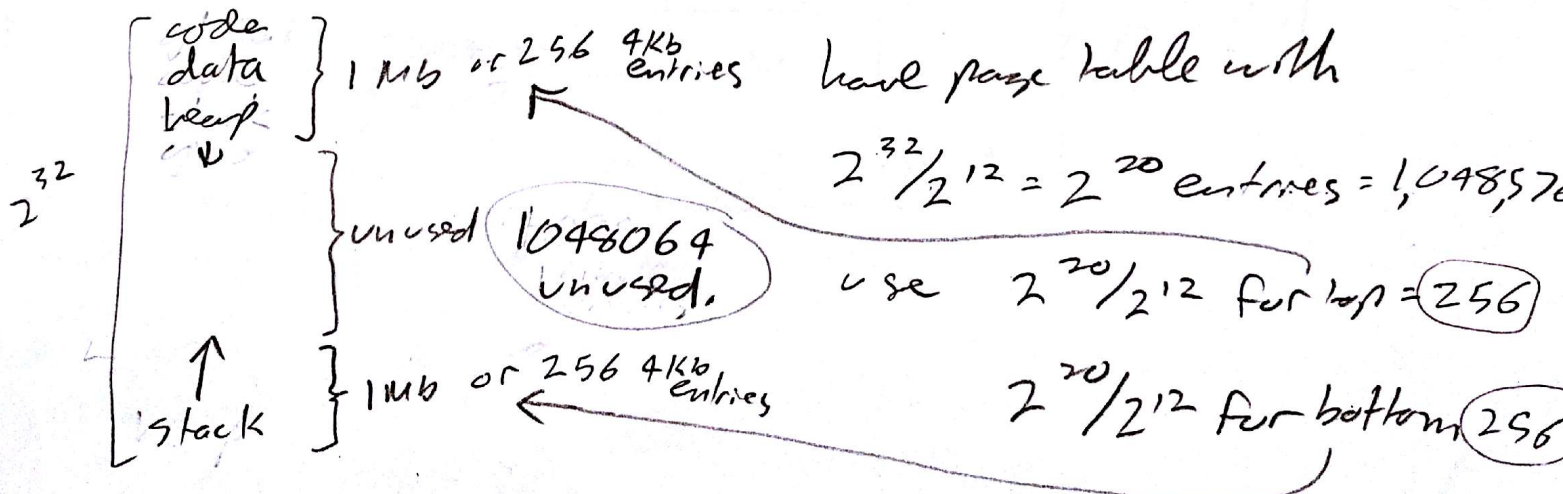 code
data
heap
} 1 Mb or 256 4Kb entries
have page table with
2^32
2^32/2^12 = 2^20 entries = 1,048,576
} unused
1048064
unused.
use 2^20/2^12 for top = 256
stack
} 1Mb or 256 4Kb entries
2^20/2^12 for bottom 256